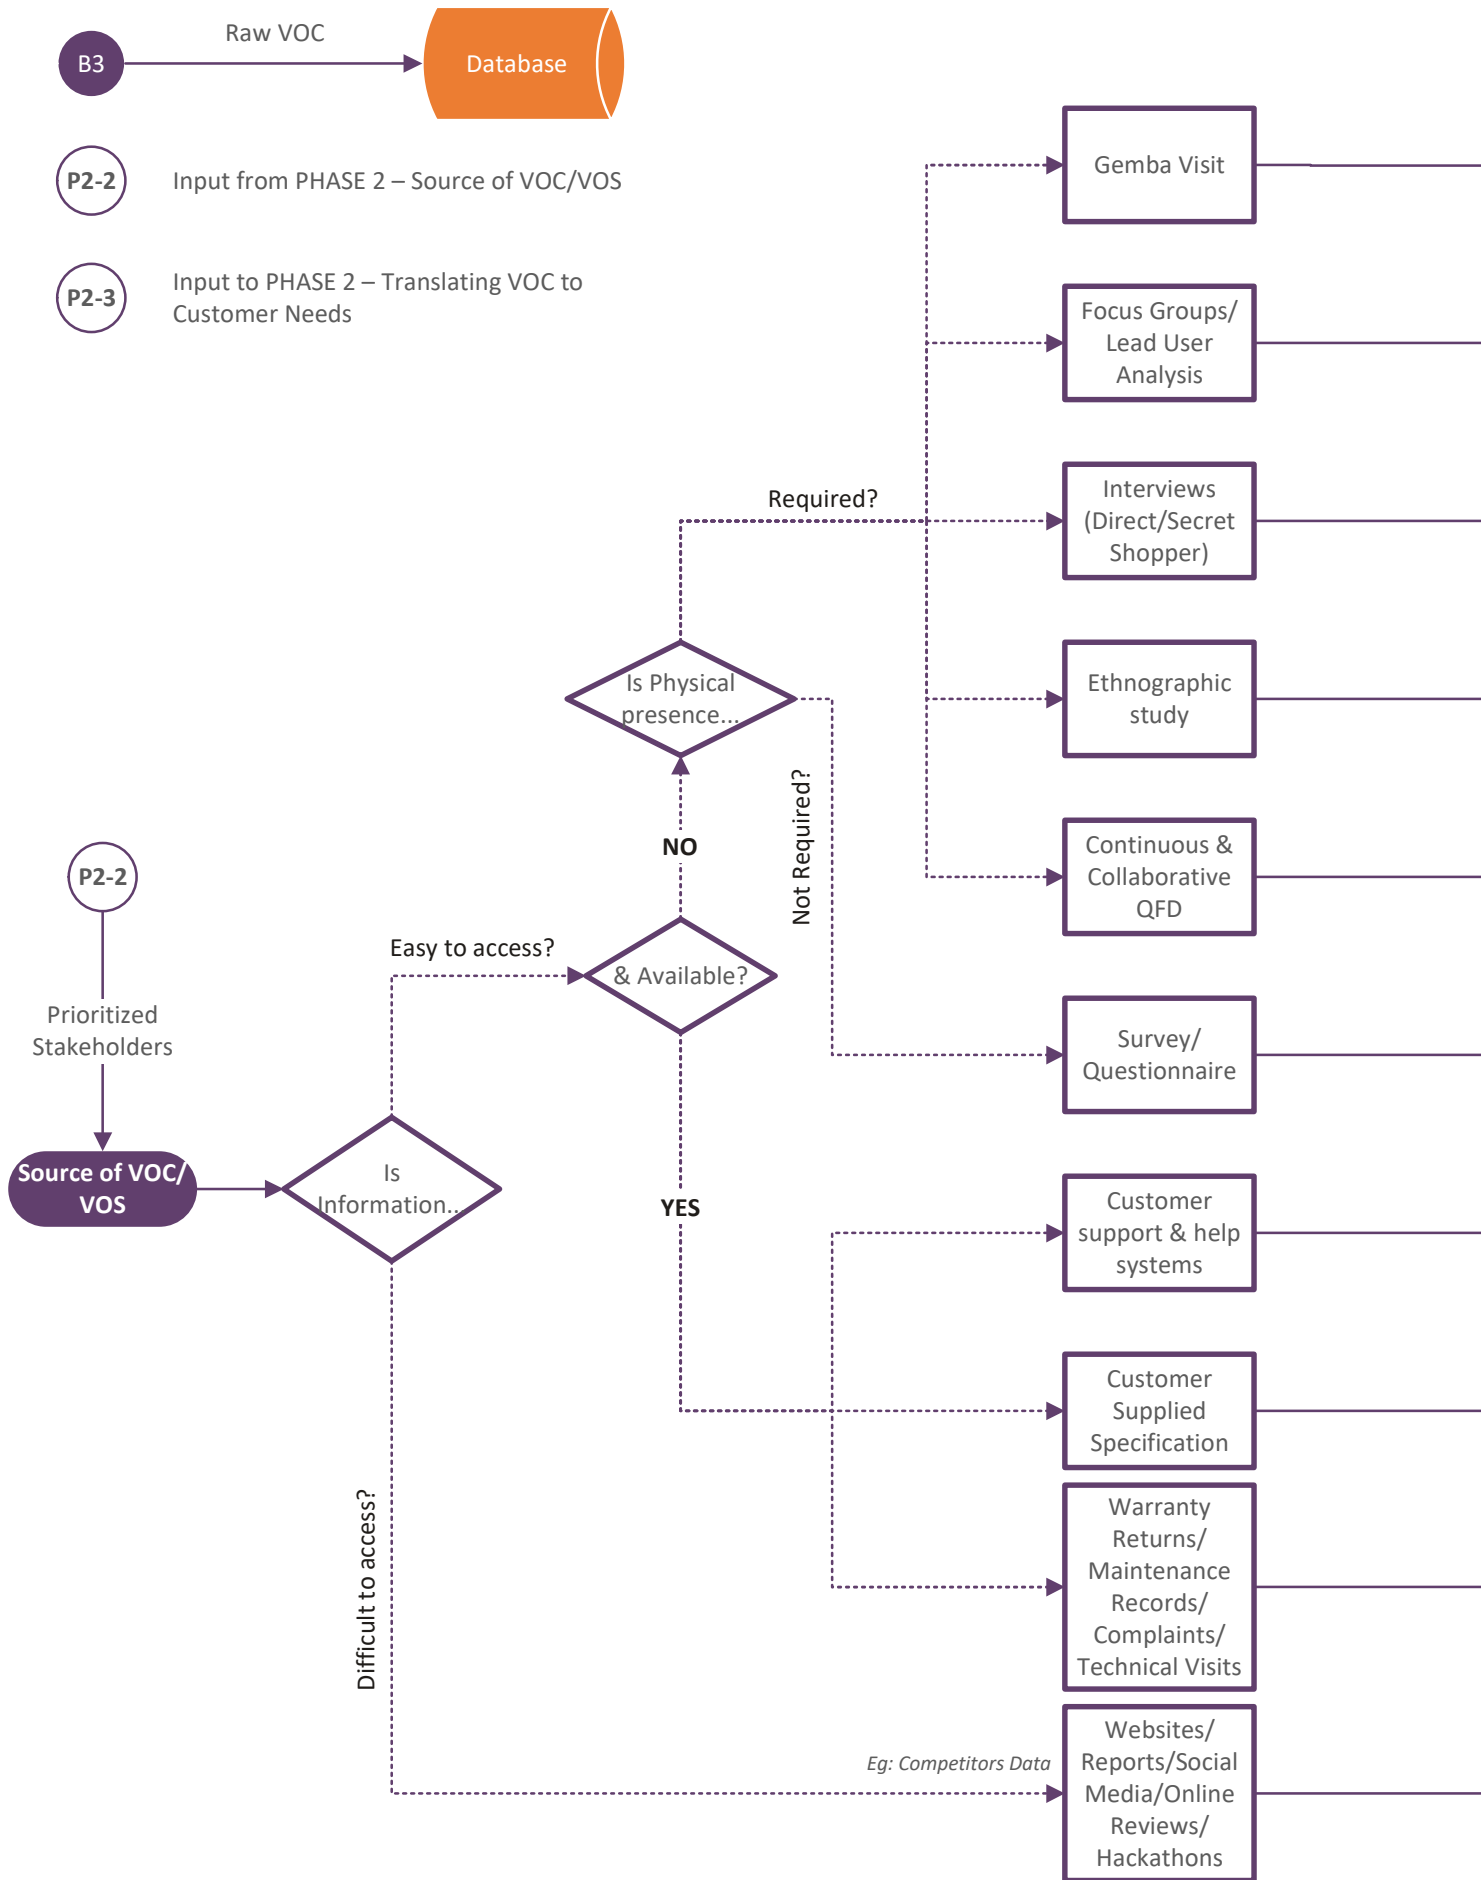 B3
Raw VOC
Database
P2-2
Input from PHASE 2 – Source of VOC/VOS
P2-3
Input to PHASE 2 – Translating VOC to
Customer Needs
Gemba Visit
Focus Groups/
Lead User
Analysis
Required?
Interviews
(Direct/Secret
Shopper)
Is Physical
presence...
Ethnographic
study
Not Required?
NO
Continuous &
Collaborative
QFD
P2-2
Easy to access?
& Available?
Prioritized
Stakeholders
Survey/
Questionnaire
Source of VOC/
VOS
Is
Information...
YES
Customer
support & help
systems
Customer
Supplied
Specification
Difficult to access?
Warranty
Returns/
Maintenance
Records/
Complaints/
Technical Visits
Eg: Competitors Data
Websites/
Reports/Social
Media/Online
Reviews/
Hackathons